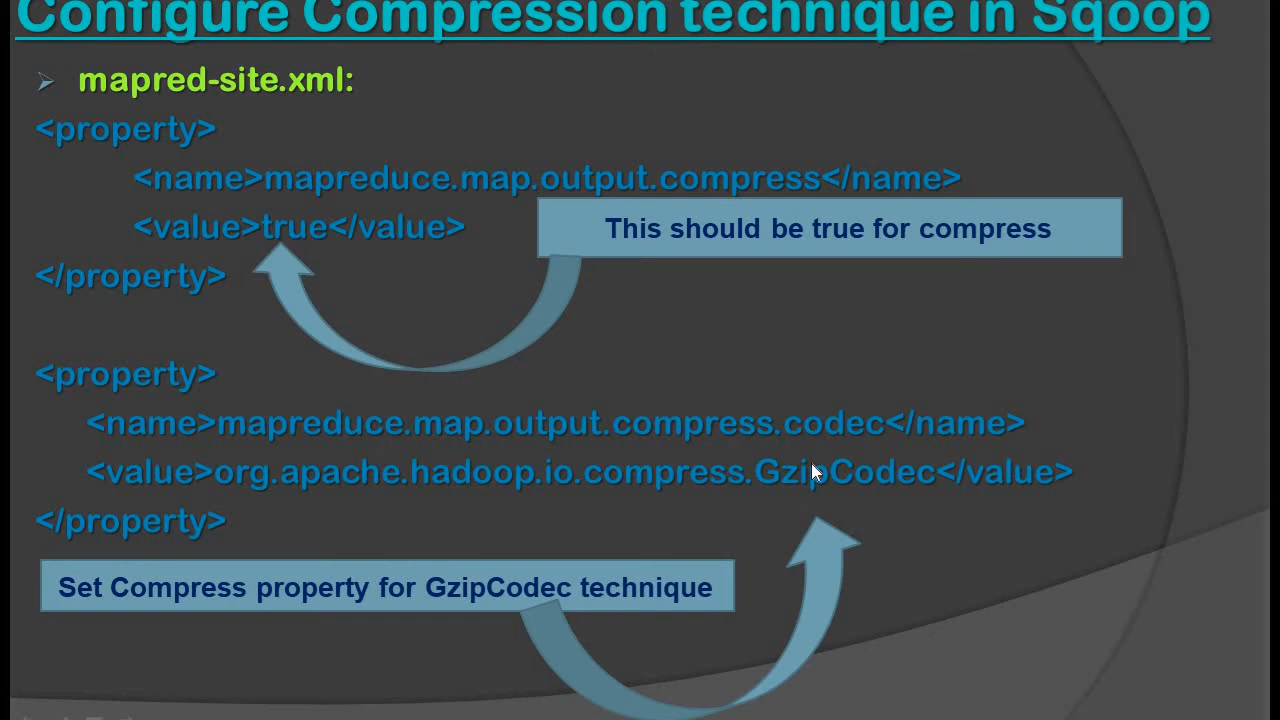 Configure Compression technique in Sqoop
mapred-site.xml:
<property>
<name>mapreduce.map.output.compress</name>
<value>true</value>
This should be true for compress
</property>
<property>
<name>mapreduce.map.output.compress.codec</name>
<value>org.apache.hadoop.io.compress.GzipCodec</value>
</property>
Set Compress property for GzipCodec technique